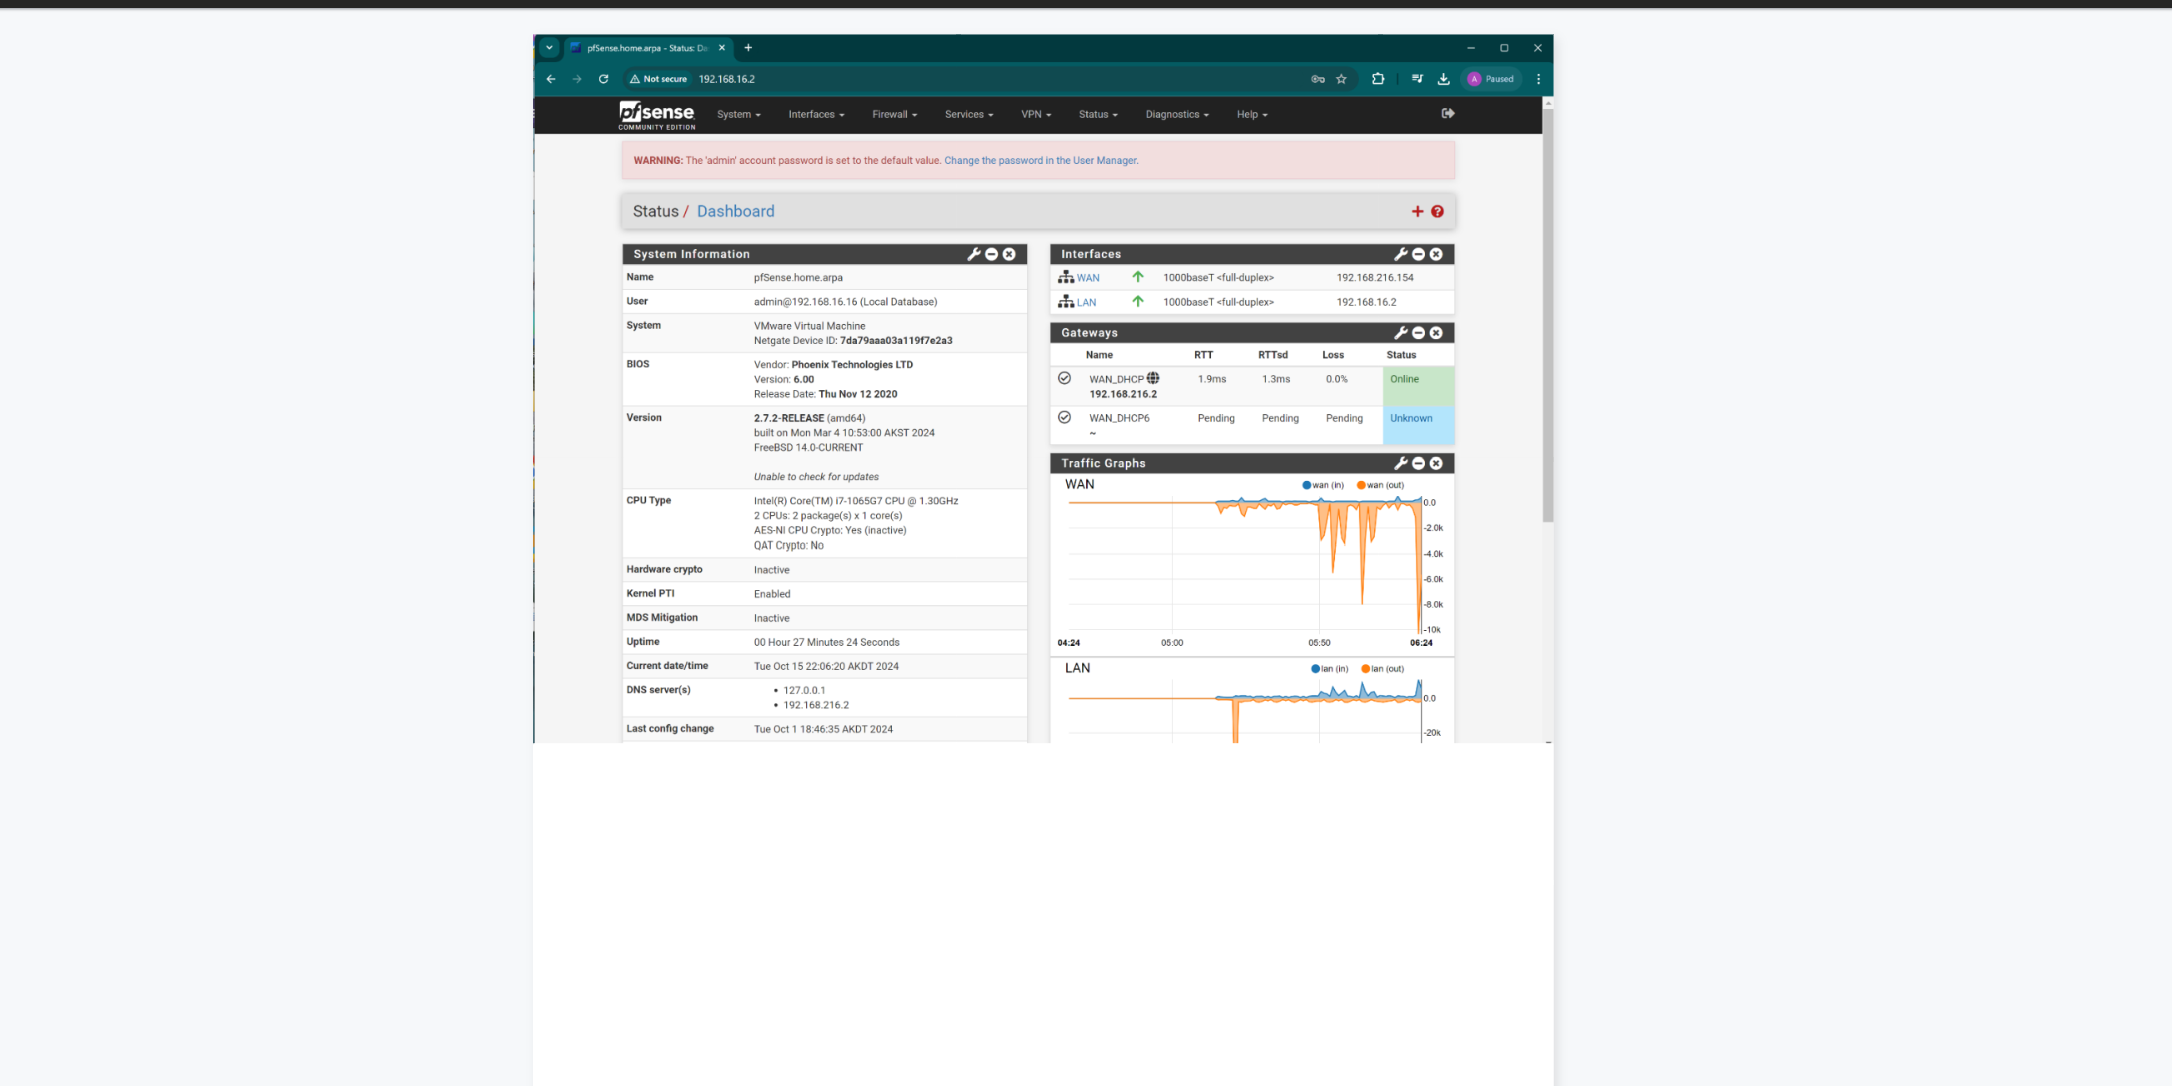 pfSense.home.arpa - Status: Da
Not secure 192.168.16.2
A Paused
pfsense
COMMUNITY EDITION
System Interfaces Firewall Services VPN Status Diagnostics Help
WARNING: The 'admin' account password is set to the default value. Change the password in the User Manager.
Status / Dashboard
System Information
Name pfSense.home.arpa
User admin@192.168.16.16 (Local Database)
System VMware Virtual Machine
Netgate Device ID: 7da79aaa03a119f7e2a3
BIOS Vendor: Phoenix Technologies LTD
Version: 6.00
Release Date: Thu Nov 12 2020
Version 2.7.2-RELEASE (amd64)
built on Mon Mar 4 10:53:00 AKST 2024
FreeBSD 14.0-CURRENT
Unable to check for updates
CPU Type Intel(R) Core(TM) i7-1065G7 CPU @ 1.30GHz
2 CPUs: 2 package(s) x 1 core(s)
AES-NI CPU Crypto: Yes (inactive)
QAT Crypto: No
Hardware crypto Inactive
Kernel PTI Enabled
MDS Mitigation Inactive
Uptime 00 Hour 27 Minutes 24 Seconds
Current date/time Tue Oct 15 22:06:20 AKDT 2024
DNS server(s) • 127.0.0.1
• 192.168.216.2
Last config change Tue Oct 1 18:46:35 AKDT 2024
Interfaces
WAN 1000baseT <full-duplex> 192.168.216.154
LAN 1000baseT <full-duplex> 192.168.16.2
Gateways
Name RTT RTTsd Loss Status
WAN_DHCP 1.9ms 1.3ms 0.0% Online
192.168.216.2
WAN_DHCP6 Pending Pending Pending Unknown
~
Traffic Graphs
WAN
wan (in) wan (out)
0.0
-2.0k
-4.0k
-6.0k
-8.0k
-10k
04:24 05:00 05:50 06:24
LAN
lan (in) lan (out)
0.0
-20k